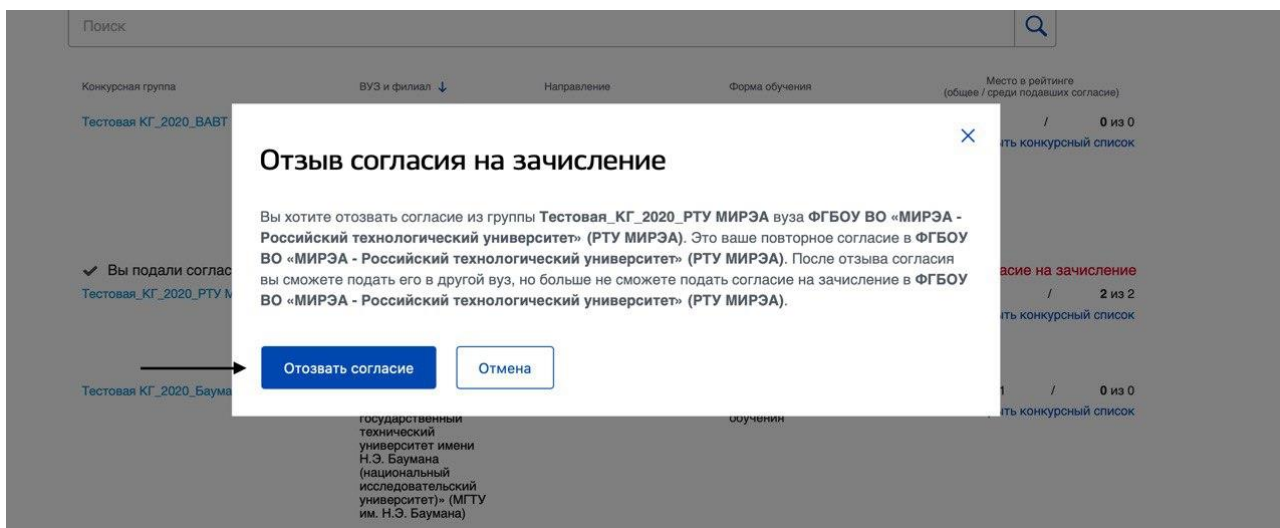 Поиск
Конкурсная группа
ВУЗ и филиал ↓
Направление
Форма обучения
Место в рейтинге
(общее / среди подавших согласие)
Тестовая КГ_2020_ВАВТ
/ 0 из 0
конкурсный список
Отзыв согласия на зачисление
Вы хотите отозвать согласие из группы Тестовая_КГ_2020_РТУ МИРЭА вуза ФГБОУ ВО «МИРЭА -
Российский технологический университет» (РТУ МИРЭА). Это ваше повторное согласие в ФГБОУ
ВО «МИРЭА - Российский технологический университет» (РТУ МИРЭА). После отзыва согласия
вы сможете подать его в другой вуз, но больше не сможете подать согласие на зачисление в ФГБОУ
ВО «МИРЭА - Российский технологический университет» (РТУ МИРЭА).
Отозвать согласие
Отмена
Вы подали соглас
асие на зачисление
Тестовая_КГ_2020_РТУ М
/ 2 из 2
конкурсный список
Тестовая КГ_2020_Баума
/ 0 из 0
конкурсный список
государственный
технический
университет имени
Н.Э. Баумана
(национальный
исследовательский
университет)» (МГТУ
им. Н.Э. Баумана)
обучения